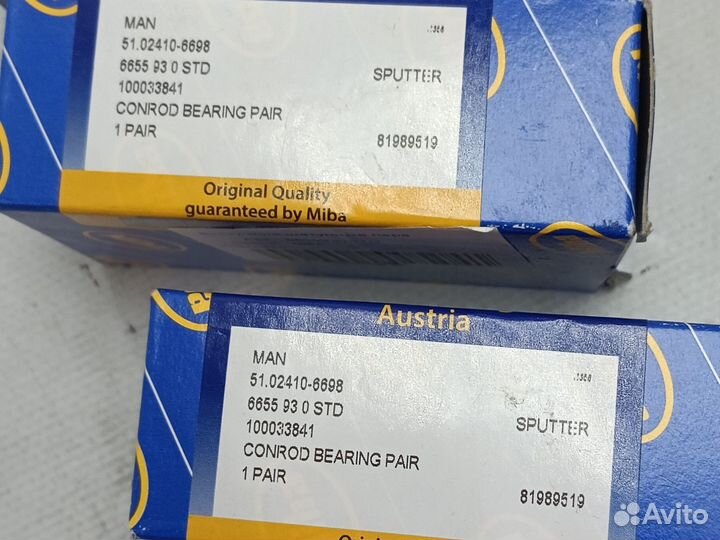 MAN
.1356
51.02410-6698
6655 93 0 STD
SPUTTER
100033841
CONROD BEARING PAIR
1 PAIR
81989519
Original Quality
guaranteed by Miba
Austria
MAN
.1356
51.02410-6698
6655 93 0 STD
SPUTTER
100033841
CONROD BEARING PAIR
1 PAIR
81989519
Avito